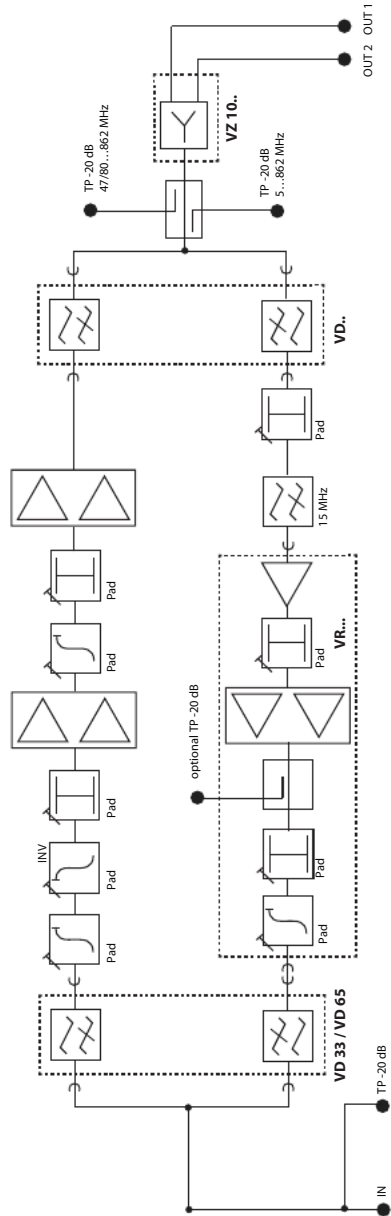 IN
TP -20 dB
VD 33 / VD 65
Pad
INV
Pad
Pad
Pad
Pad
Pad
optional TP -20 dB
Pad
Pad
VR...
15 MHz
Pad
VD..
TP -20 dB
47/80...862 MHz
TP -20 dB
5...862 MHz
VZ 10..
OUT 2
OUT 1